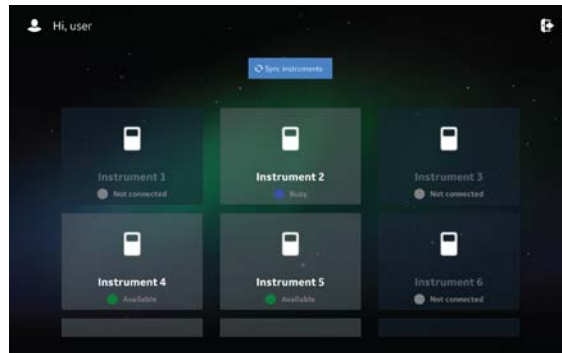 Hi, user
Sync instruments
Instrument 1
Not connected
Instrument 2
Busy
Instrument 3
Not connected
Instrument 4
Available
Instrument 5
Available
Instrument 6
Not connected